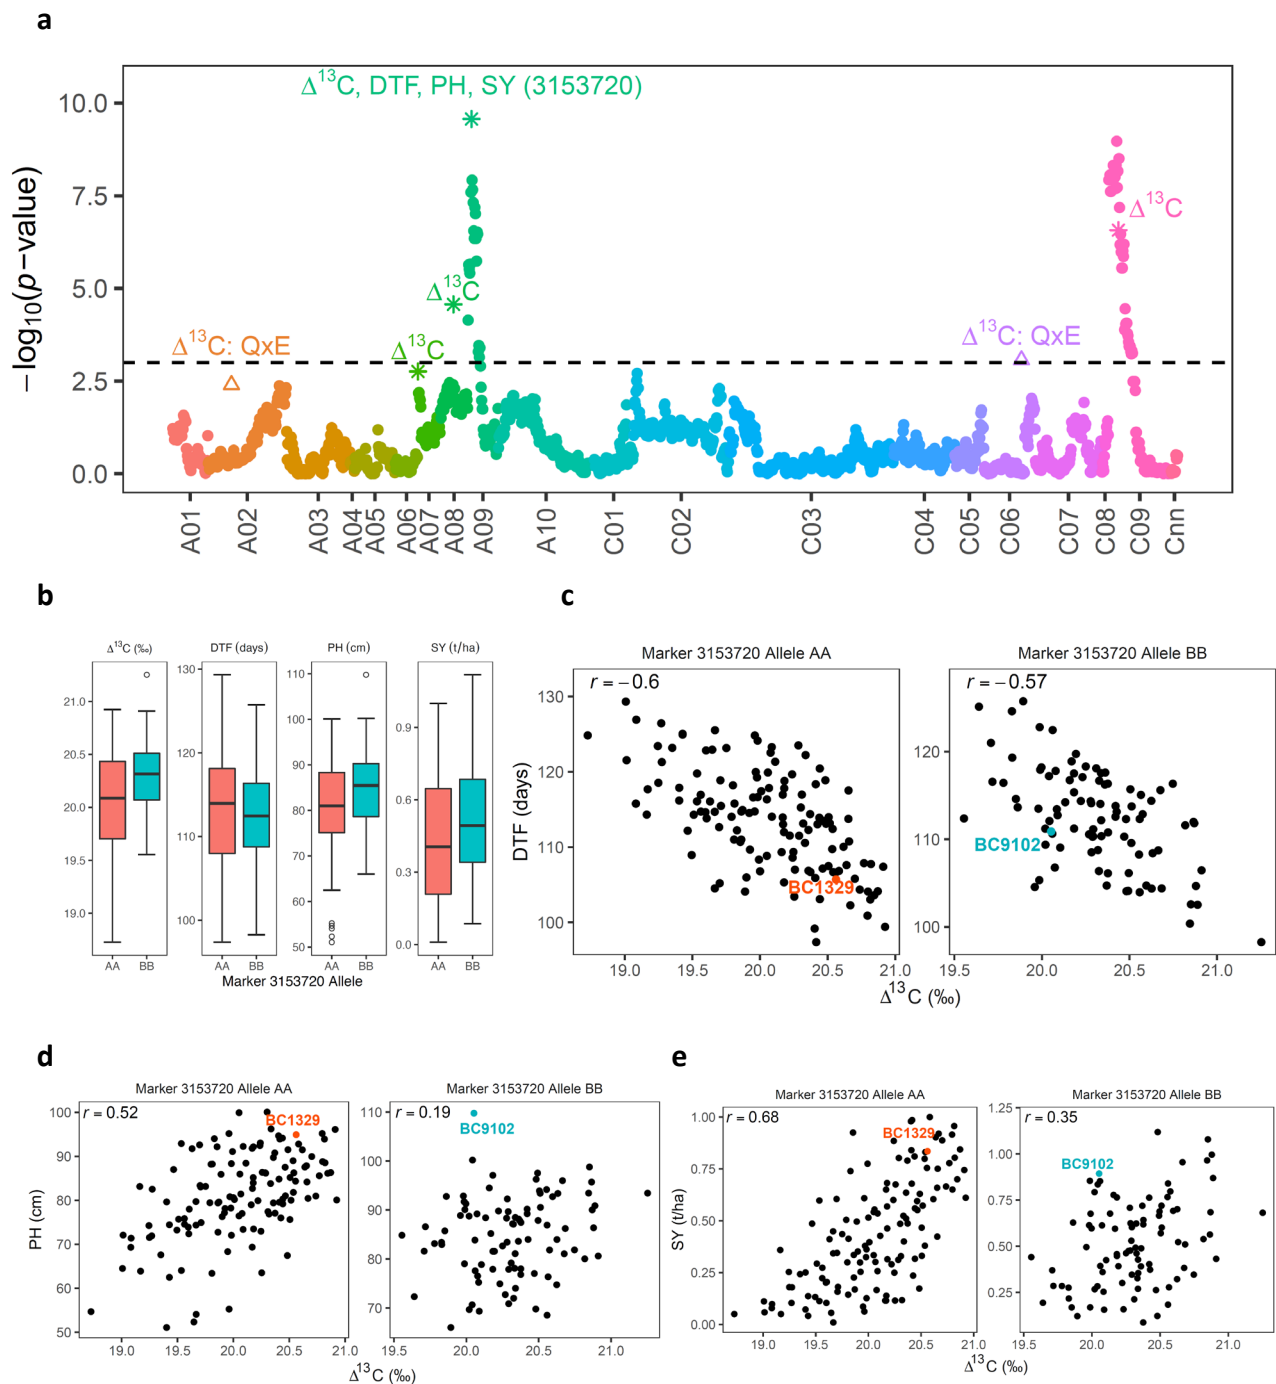 a
Δ¹³C, DTF, PH, SY (3153720)
10.0
7.5
5.0
2.5
0.0
−log₁₀(p−value)
Δ¹³C
Δ¹³C
Δ¹³C
Δ¹³C: QxE
Δ¹³C: QxE
A01
A02
A03
A04
A05
A06
A07
A08
A09
A10
C01
C02
C03
C04
C05
C06
C07
C08
C09
Cnn
b
Δ¹³C (‰)
21.0
20.5
20.0
19.5
19.0
AA
BB
DTF (days)
130
120
110
100
AA
BB
PH (cm)
110
100
90
80
70
60
50
AA
BB
SY (t/ha)
0.9
0.6
0.3
0.0
AA
BB
Marker 3153720 Allele
c
Marker 3153720 Allele AA
r = −0.6
130
120
110
100
DTF (days)
BC1329
19.0 19.5 20.0 20.5 21.0
Marker 3153720 Allele BB
r = −0.57
120
110
100
BC9102
19.5 20.0 20.5 21.0
Δ¹³C (‰)
d
Marker 3153720 Allele AA
r = 0.52
100
90
80
70
60
50
PH (cm)
BC1329
19.0 19.5 20.0 20.5 21.0
Marker 3153720 Allele BB
r = 0.19
110
100
90
80
70
BC9102
19.5 20.0 20.5 21.0
Δ¹³C (‰)
e
Marker 3153720 Allele AA
r = 0.68
1.00
0.75
0.50
0.25
0.00
SY (t/ha)
BC1329
19.0 19.5 20.0 20.5 21.0
Marker 3153720 Allele BB
r = 0.35
1.25
1.00
0.75
0.50
0.25
BC9102
19.5 20.0 20.5 21.0
Δ¹³C (‰)